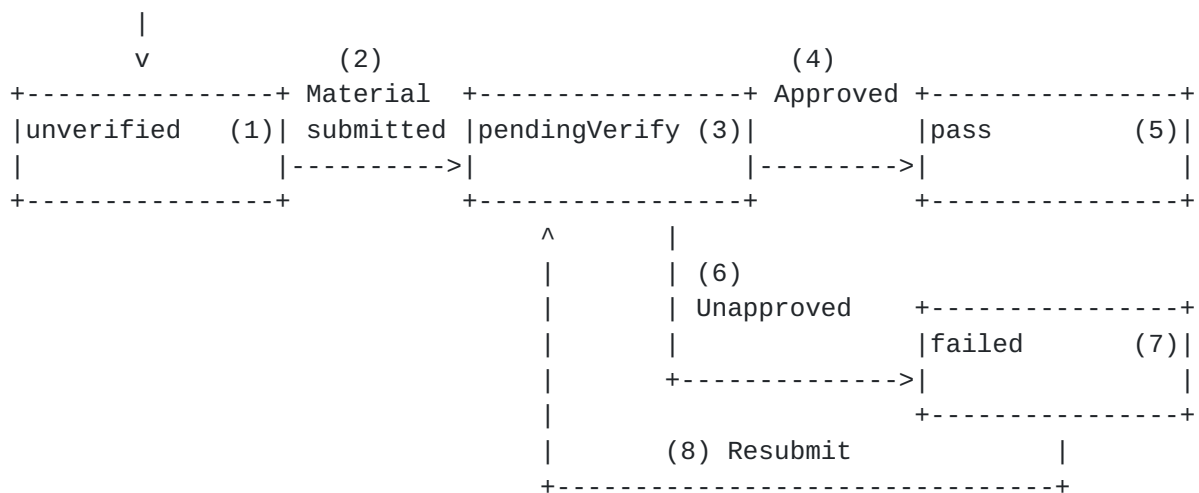 (2) (4)
Material Approved
unverified (1) submitted pendingVerify (3) pass (5)
(6)
Unapproved
failed (7)
(8) Resubmit